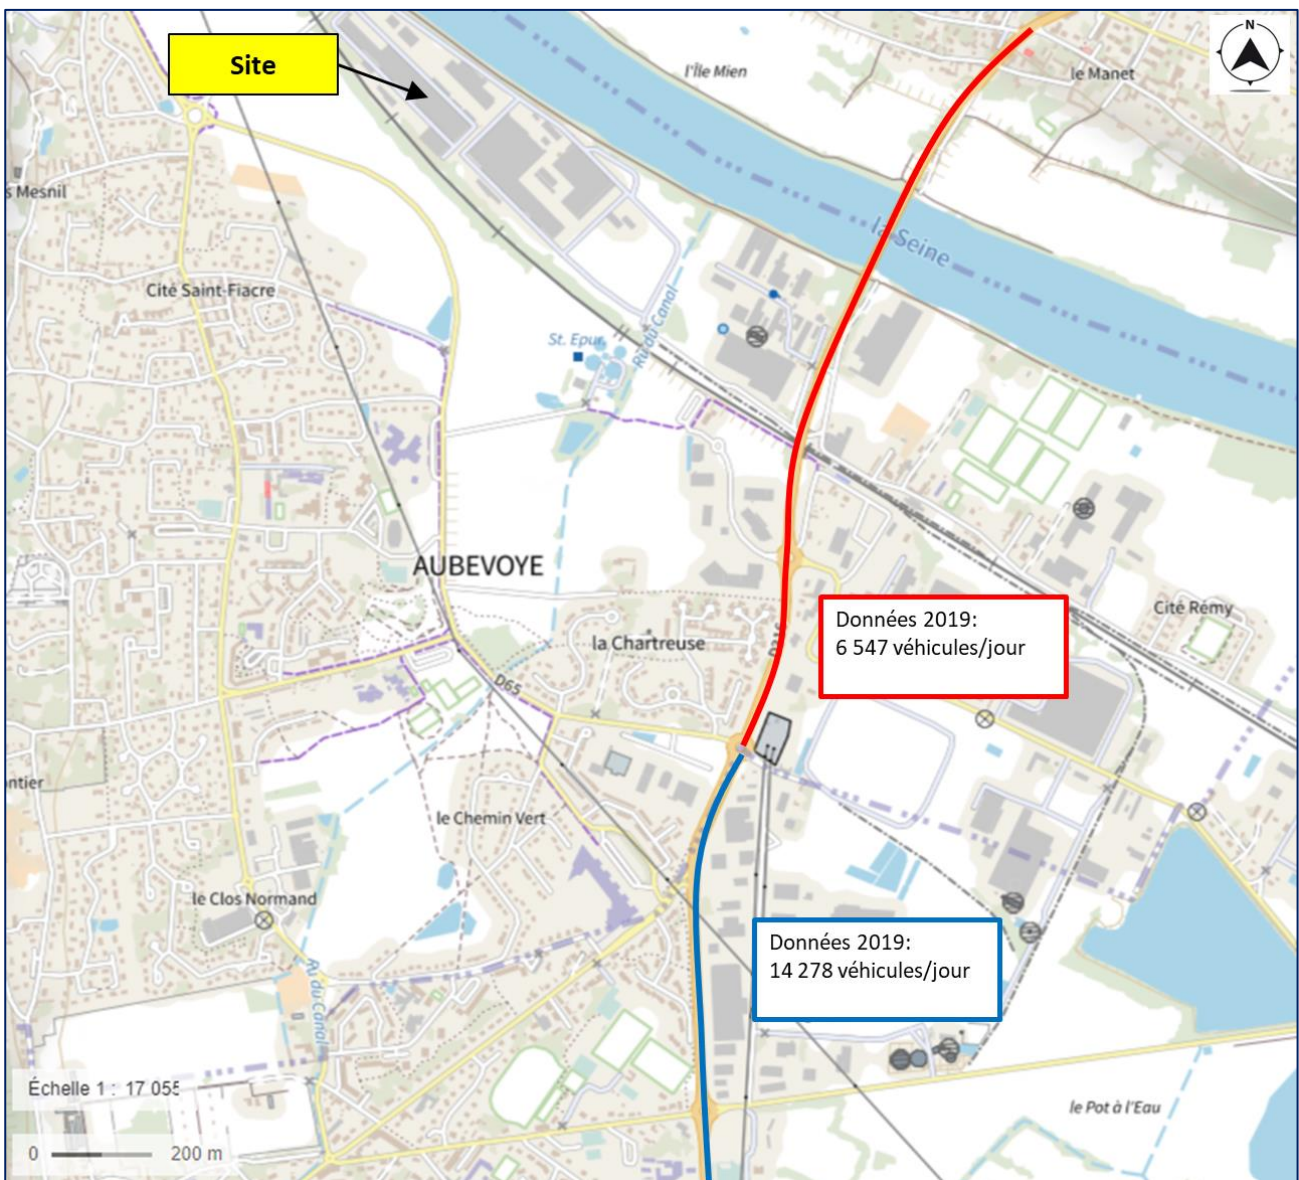 N
Site
l'Île Mien
le Manet
s Mesnil
la Seine
Cité Saint-Fiacre
St. Epur.
Ru du Canal
AUBEVOYE
Données 2019:
6 547 véhicules/jour
Cité Rémy
la Chartreuse
D65
le Chemin Vert
ntier
le Clos Normand
Données 2019:
14 278 véhicules/jour
Ru du Canal
Échelle 1 : 17 055
le Pot à l'Eau
0 200 m